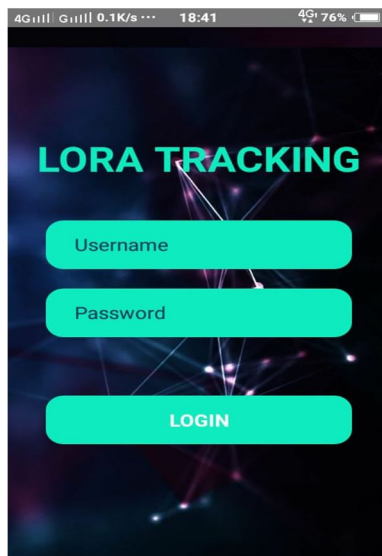 4G G 0.1K/s ··· 18:41 4G 76%
LORA TRACKING
Username
Password
LOGIN